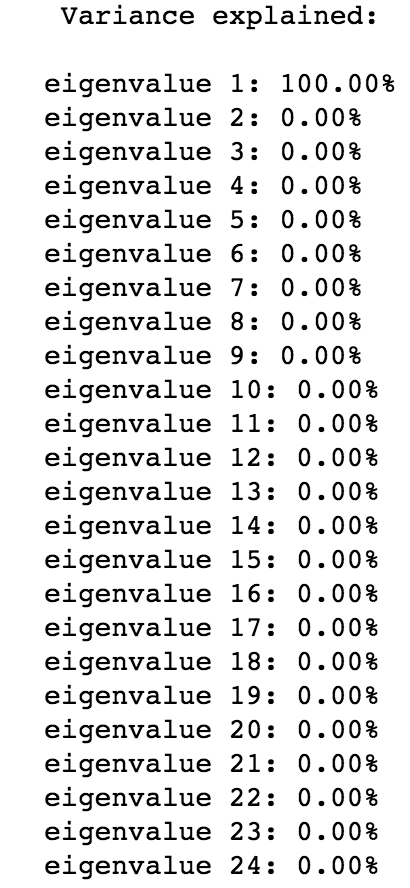 Variance explained:
eigenvalue 1: 100.00%
eigenvalue 2: 0.00%
eigenvalue 3: 0.00%
eigenvalue 4: 0.00%
eigenvalue 5: 0.00%
eigenvalue 6: 0.00%
eigenvalue 7: 0.00%
eigenvalue 8: 0.00%
eigenvalue 9: 0.00%
eigenvalue 10: 0.00%
eigenvalue 11: 0.00%
eigenvalue 12: 0.00%
eigenvalue 13: 0.00%
eigenvalue 14: 0.00%
eigenvalue 15: 0.00%
eigenvalue 16: 0.00%
eigenvalue 17: 0.00%
eigenvalue 18: 0.00%
eigenvalue 19: 0.00%
eigenvalue 20: 0.00%
eigenvalue 21: 0.00%
eigenvalue 22: 0.00%
eigenvalue 23: 0.00%
eigenvalue 24: 0.00%